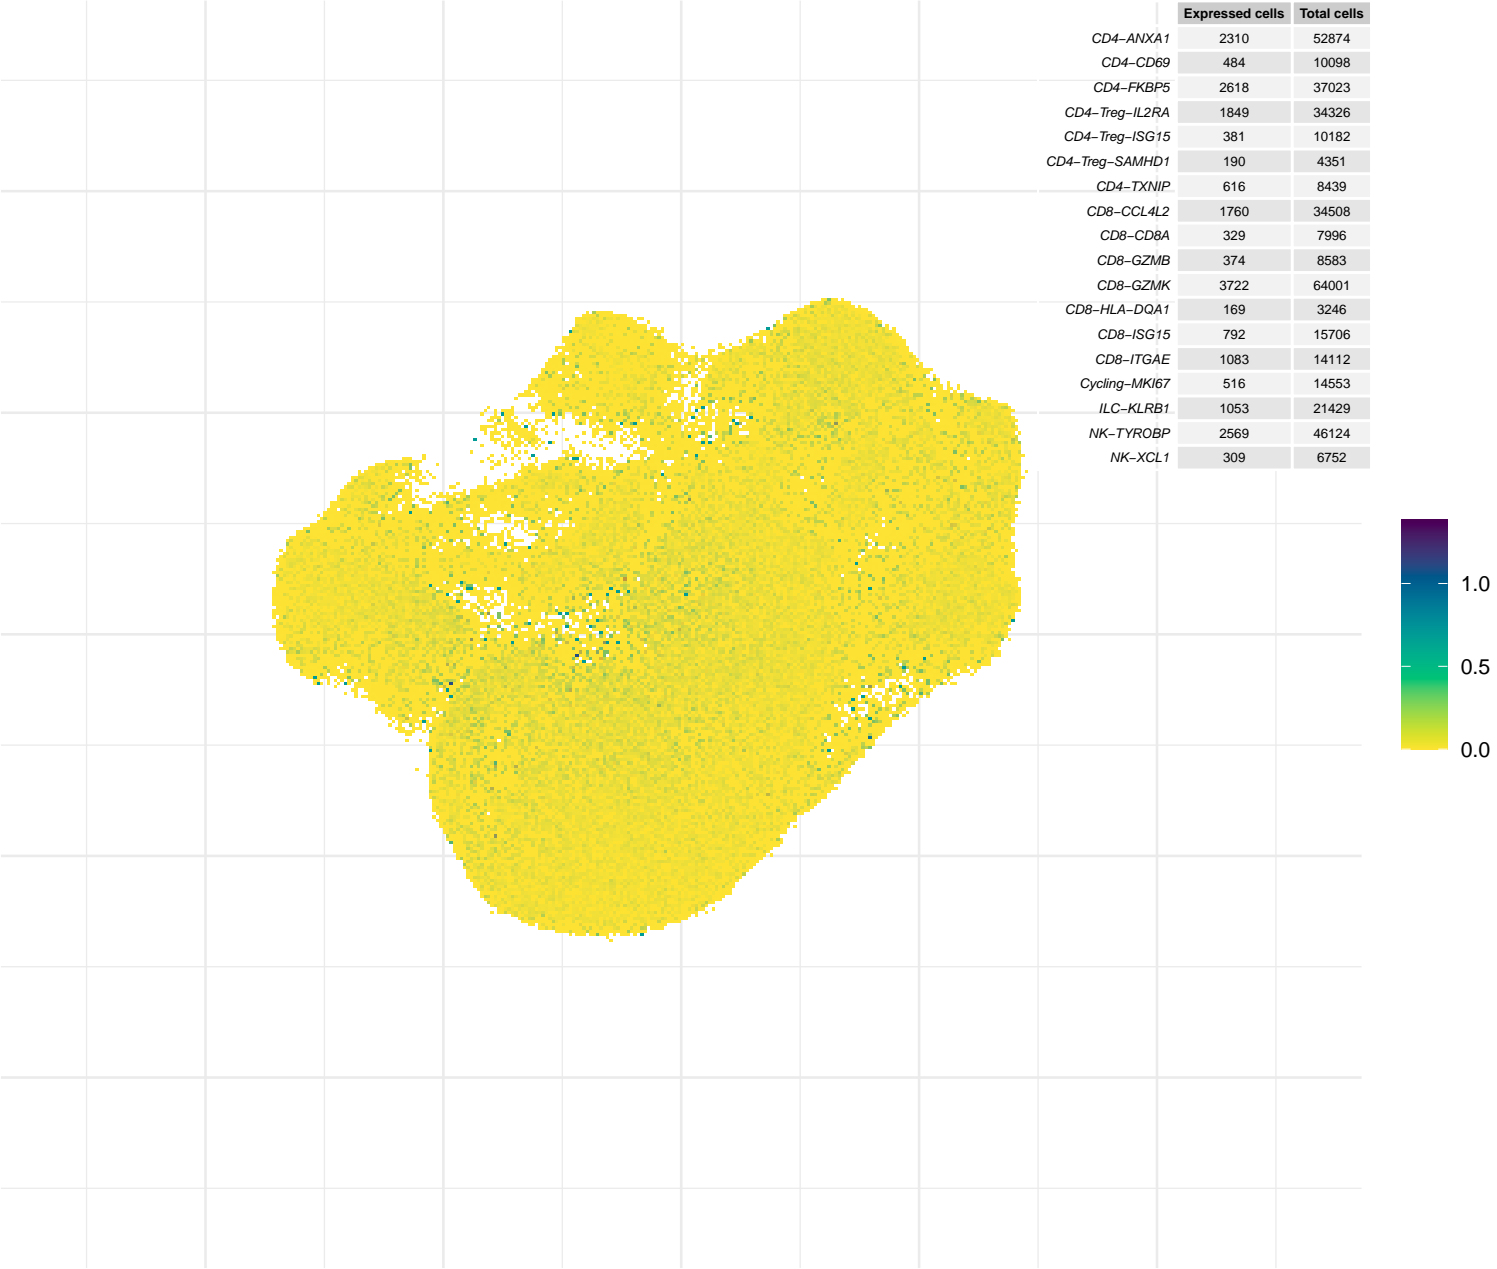 Expressed cells Total cells
CD4−ANXA1 2310 52874
CD4−CD69 484 10098
CD4−FKBP5 2618 37023
CD4−Treg−IL2RA 1849 34326
CD4−Treg−ISG15 381 10182
CD4−Treg−SAMHD1 190 4351
CD4−TXNIP 616 8439
CD8−CCL4L2 1760 34508
CD8−CD8A 329 7996
CD8−GZMB 374 8583
CD8−GZMK 3722 64001
CD8−HLA−DQA1 169 3246
CD8−ISG15 792 15706
CD8−ITGAE 1083 14112
Cycling−MKI67 516 14553
ILC−KLRB1 1053 21429
NK−TYROBP 2569 46124
NK−XCL1 309 6752
1.0
0.5
0.0